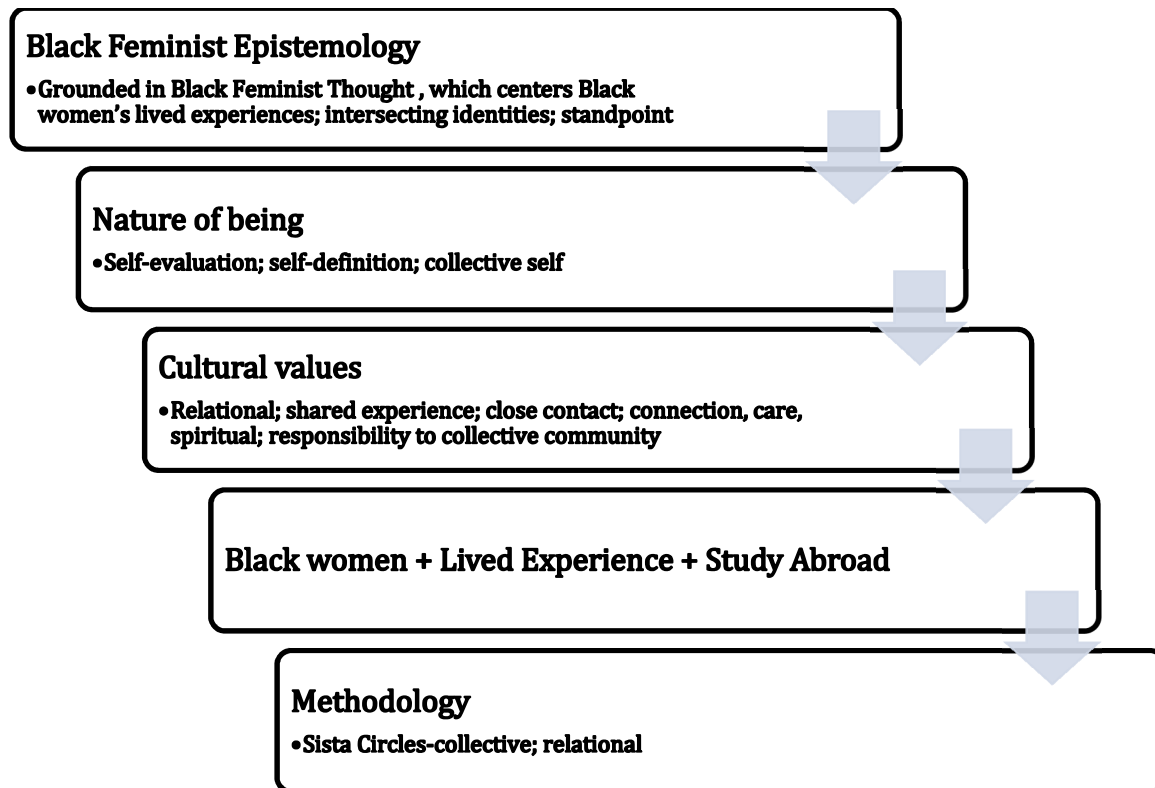 Black Feminist Epistemology
•Grounded in Black Feminist Thought , which centers Black
women’s lived experiences; intersecting identities; standpoint
Nature of being
•Self-evaluation; self-definition; collective self
Cultural values
•Relational; shared experience; close contact; connection, care,
spiritual; responsibility to collective community
Black women + Lived Experience + Study Abroad
Methodology
•Sista Circles-collective; relational